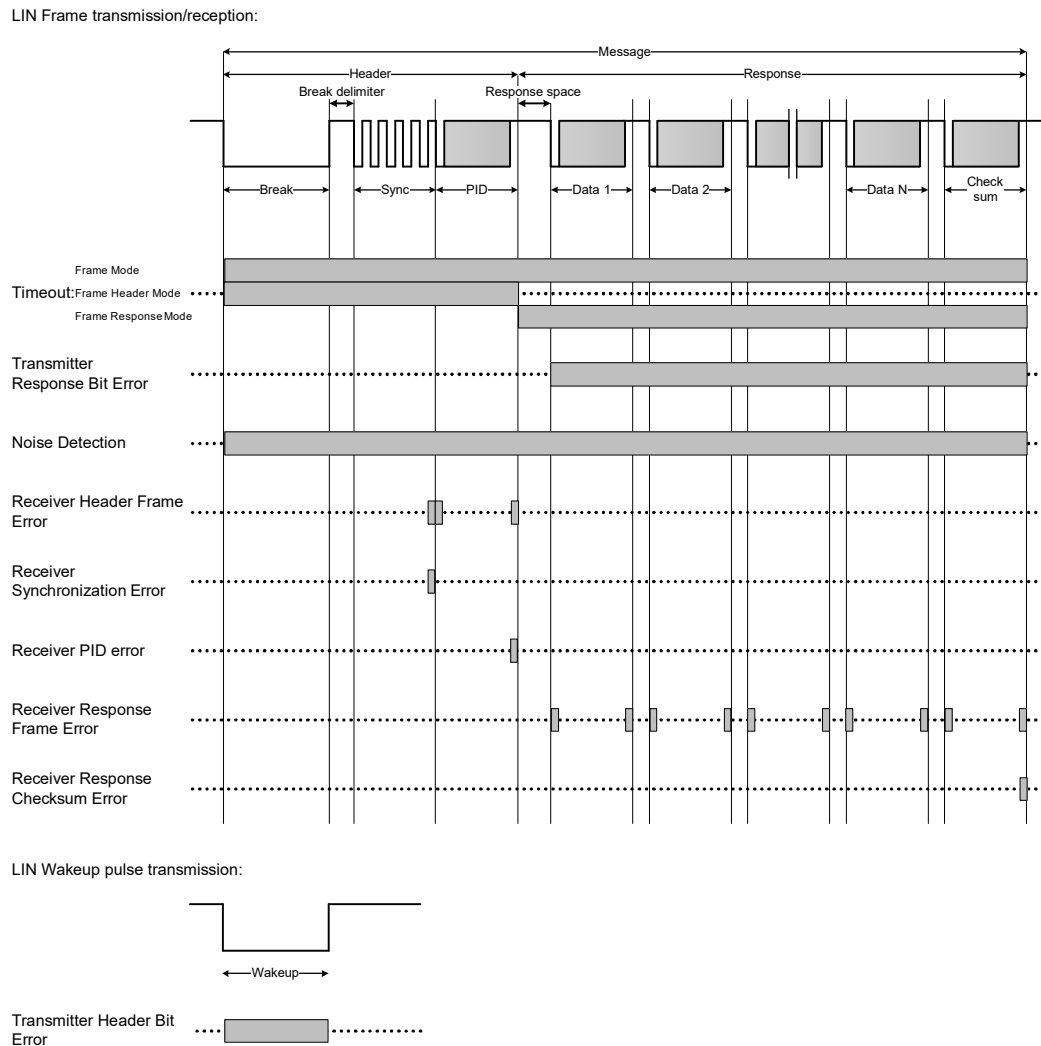 LIN Frame transmission/reception:
Message
Header
Response
Break delimiter
Response space
Break
Sync
PID
Data 1
Data 2
Data N
Check
sum
Frame Mode
Timeout:
Frame Header Mode
Frame Response Mode
Transmitter
Response Bit Error
Noise Detection
Receiver Header Frame
Error
Receiver
Synchronization Error
Receiver PID error
Receiver Response
Frame Error
Receiver Response
Checksum Error
LIN Wakeup pulse transmission:
Wakeup
Transmitter Header Bit
Error